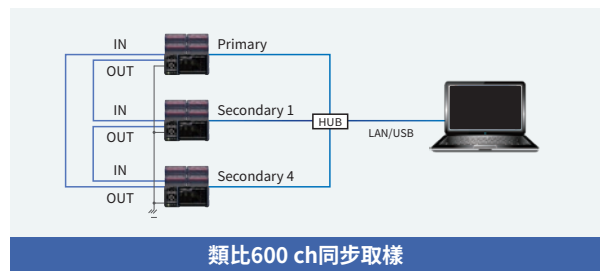 IN
Primary
OUT
IN
Secondary 1
OUT
HUB
LAN/USB
IN
Secondary 4
OUT
類比600 ch同步取樣